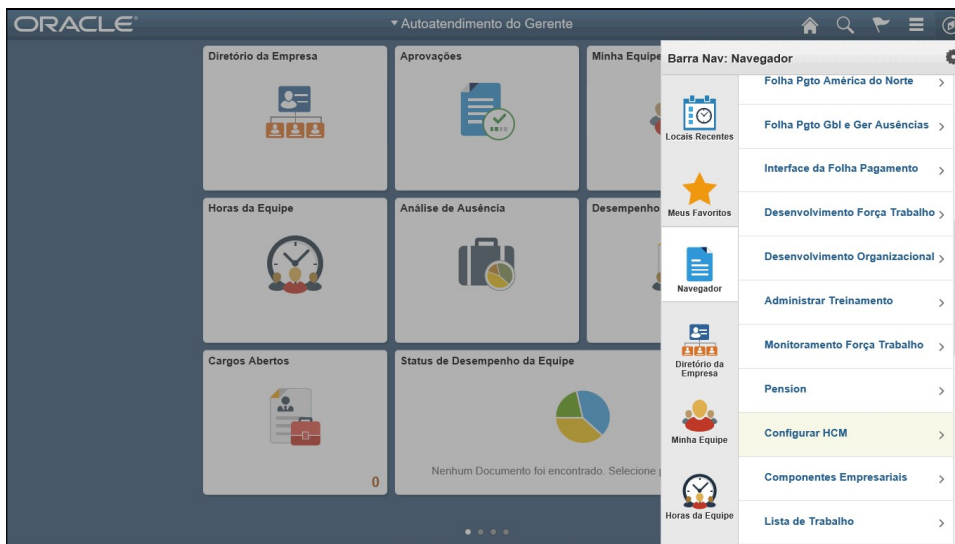 ORACLE
Autoatendimento do Gerente
Diretório da Empresa
Aprovações
Minha Equipe
Horas da Equipe
Análise de Ausência
Desempenho
Cargos Abertos
0
Status de Desempenho da Equipe
Nenhum Documento foi encontrado. Selecione
Barra Nav: Navegador
Locais Recentes
Meus Favoritos
Navegador
Diretório da
Empresa
Minha Equipe
Horas da Equipe
Folha Pgto América do Norte
Folha Pgto Gbl e Ger Ausências
Interface da Folha Pagamento
Desenvolvimento Força Trabalho
Desenvolvimento Organizacional
Administrar Treinamento
Monitoramento Força Trabalho
Pension
Configurar HCM
Componentes Empresariais
Lista de Trabalho